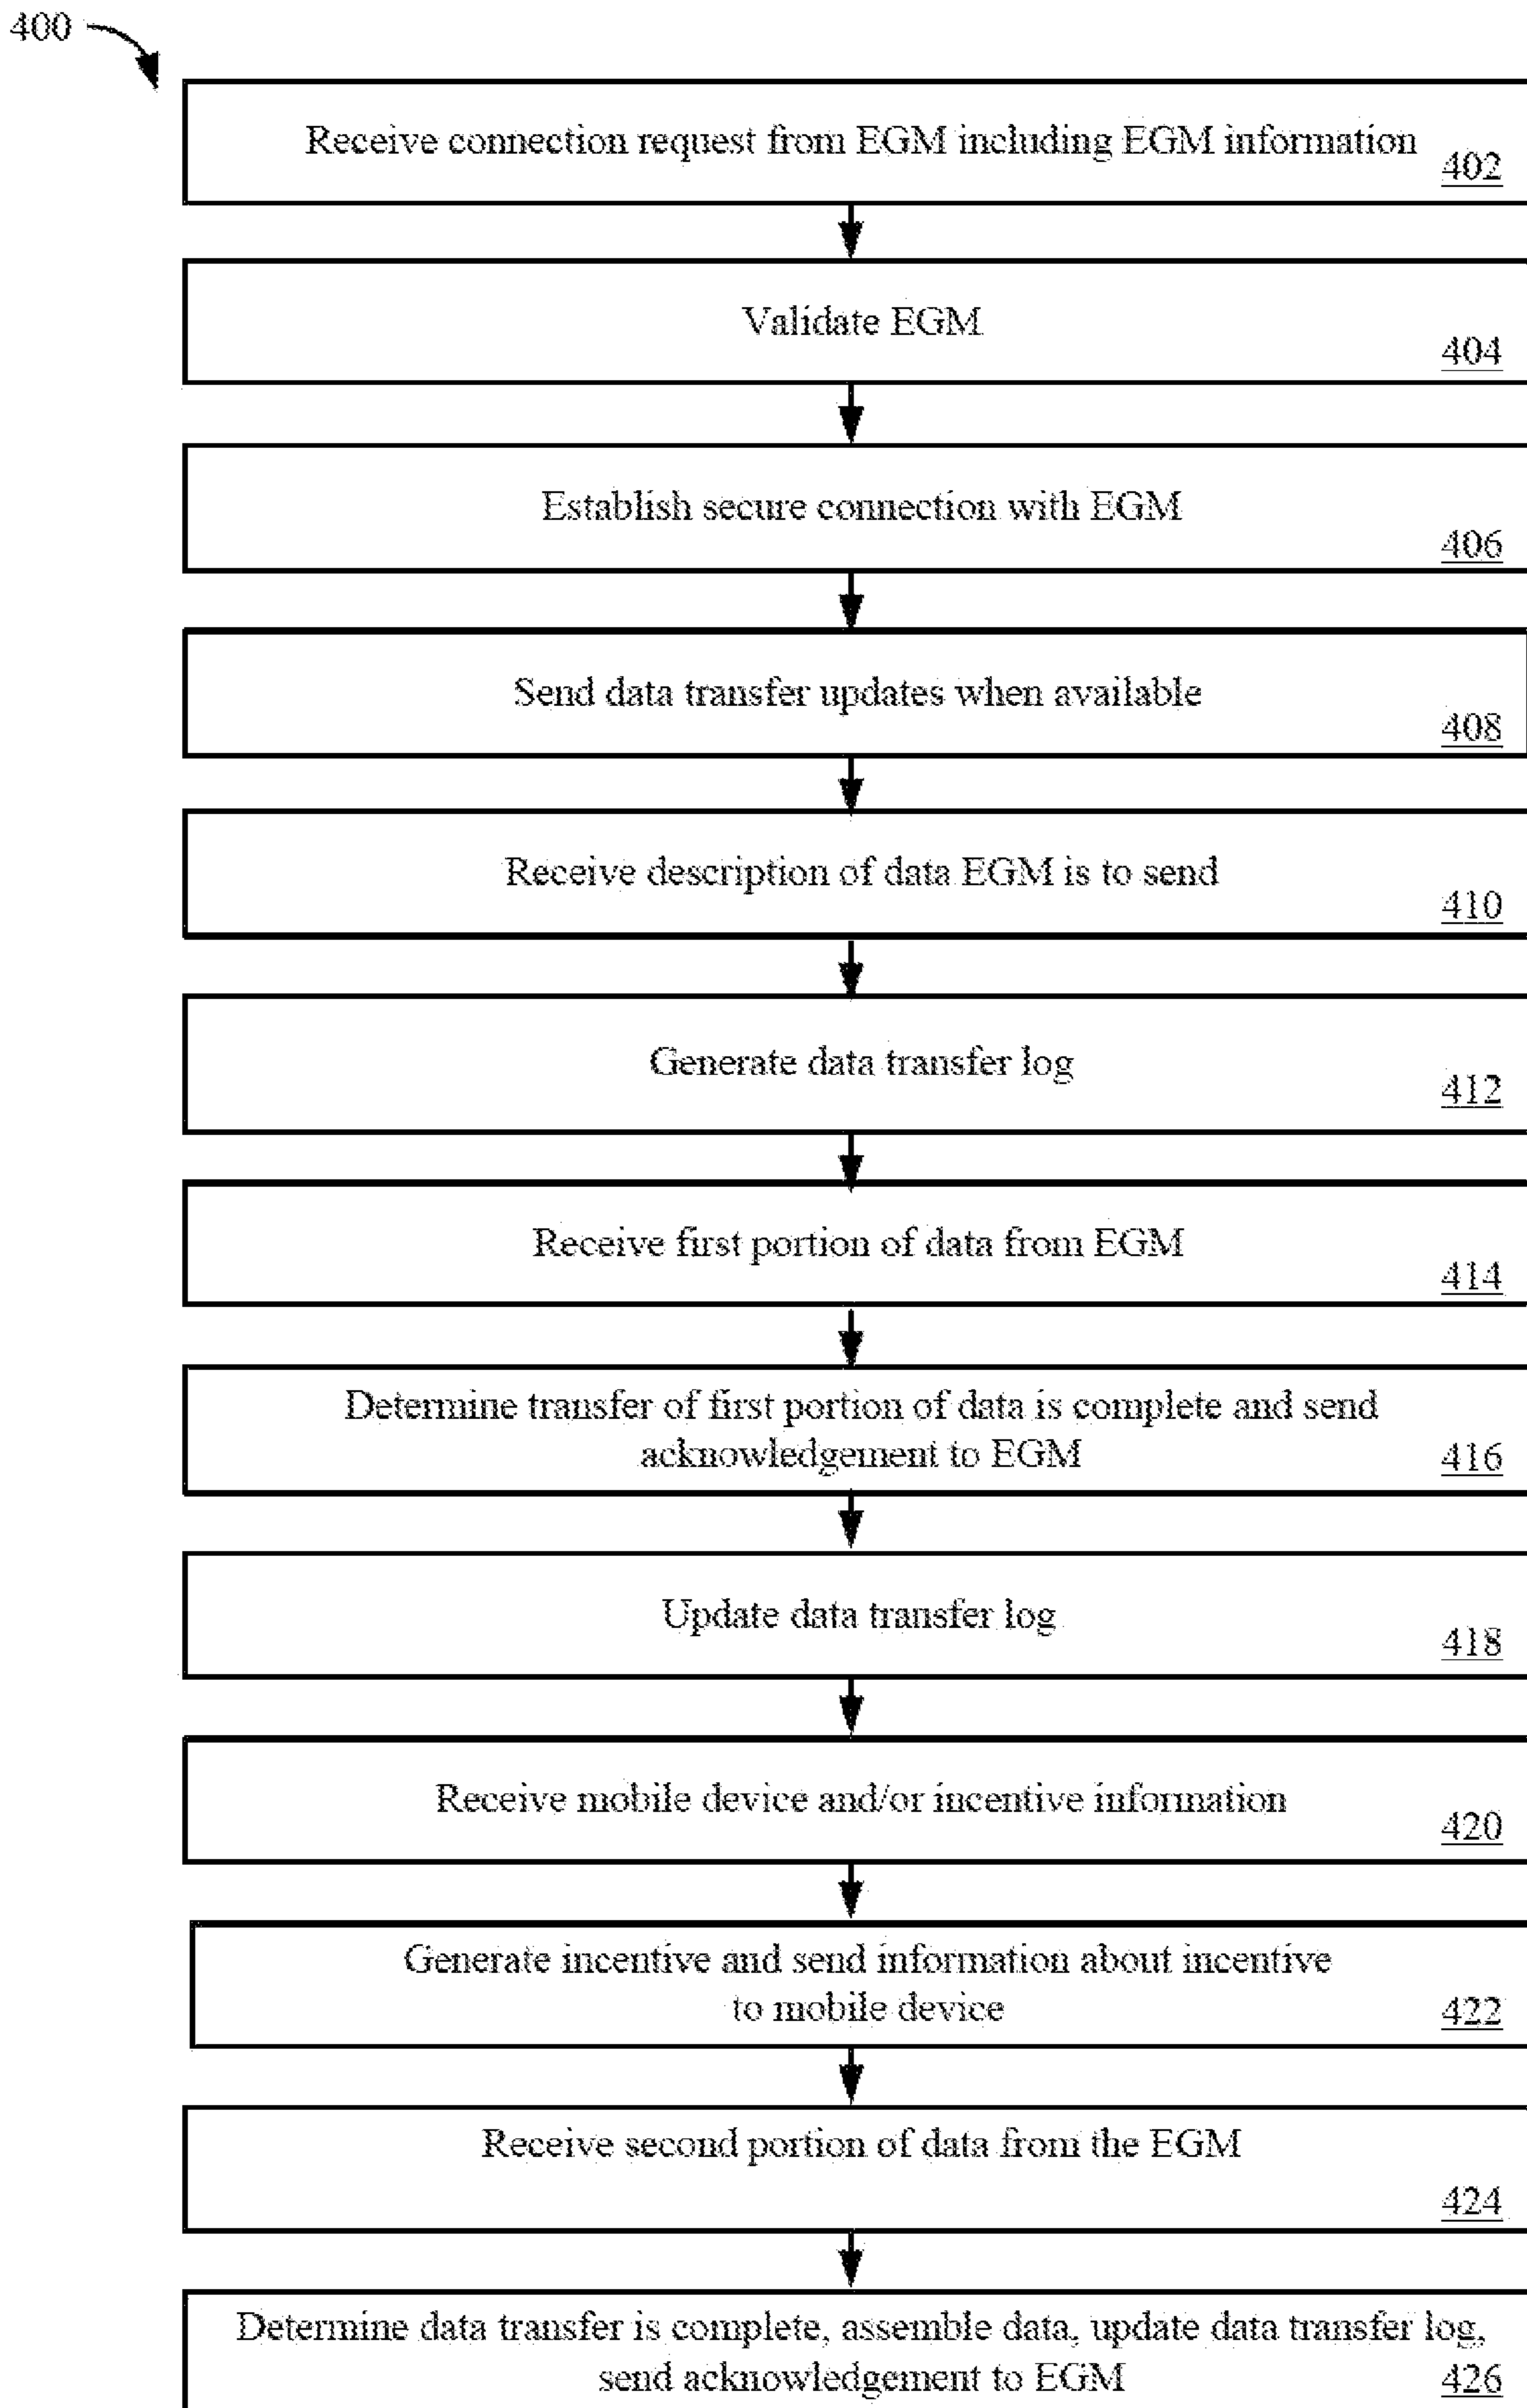 400
Receive connection request from EGM including EGM information
402
Validate EGM
404
Establish secure connection with EGM
406
Send data transfer updates when available
408
Receive description of data EGM is to send
410
Generate data transfer log
412
Receive first portion of data from EGM
414
Determine transfer of first portion of data is complete and send
acknowledgement to EGM
416
Update data transfer log
418
Receive mobile device and/or incentive information
420
Generate incentive and send information about incentive
to mobile device
422
Receive second portion of data from the EGM
424
Determine data transfer is complete, assemble data, update data transfer log,
send acknowledgement to EGM
426